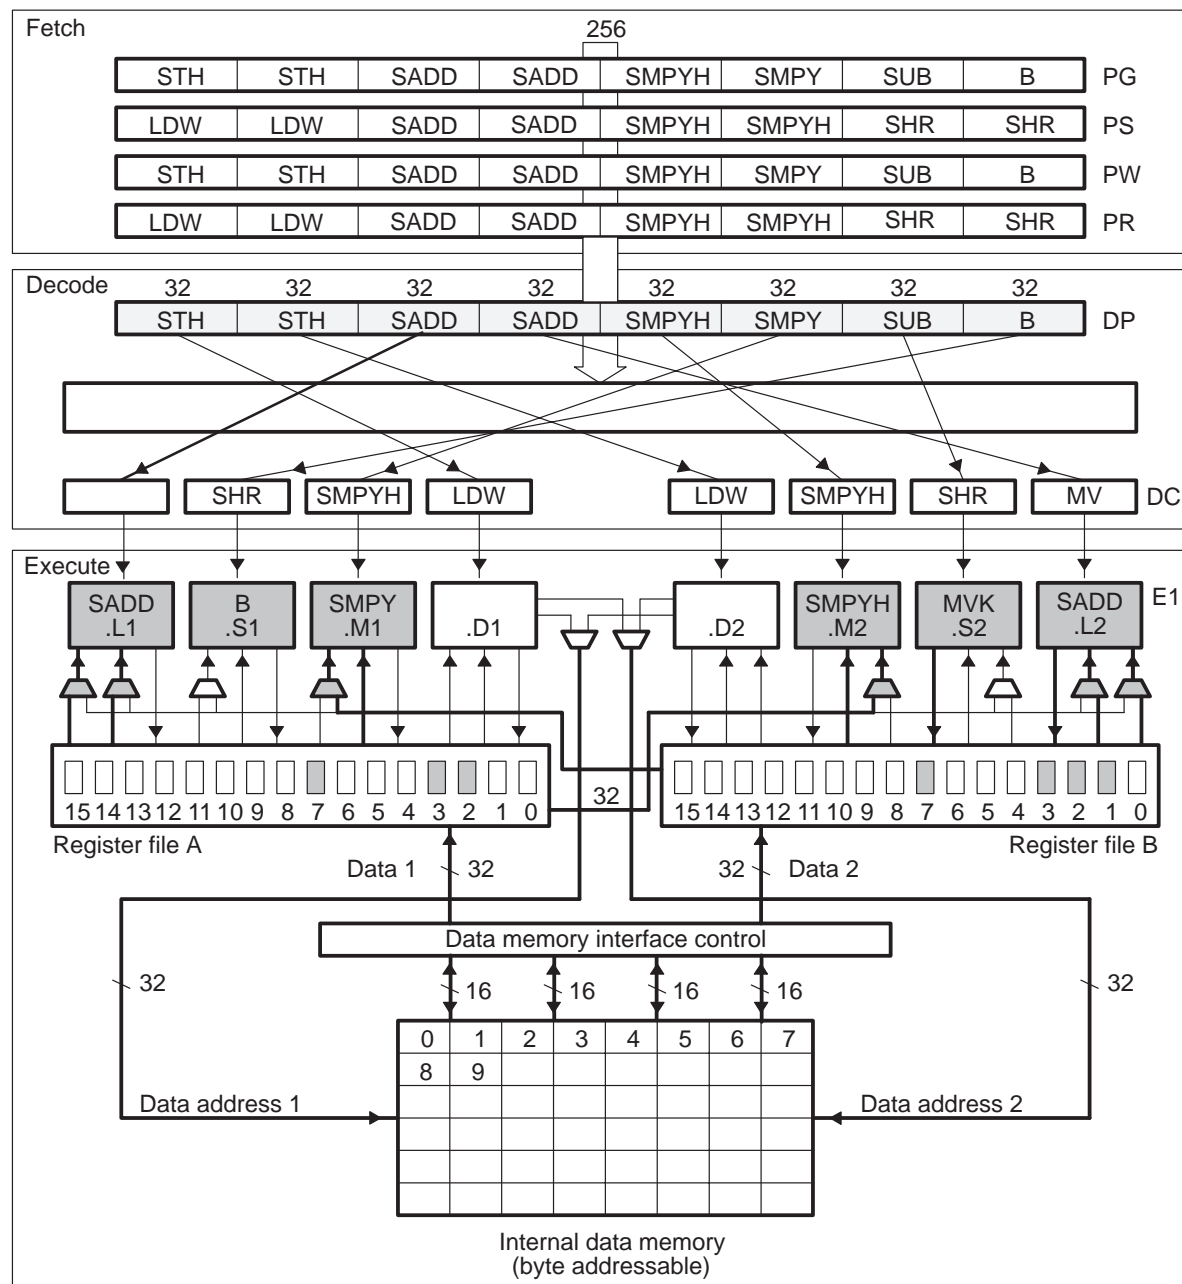 Fetch 256
STH STH SADD SADD SMPYH SMPY SUB B PG
LDW LDW SADD SADD SMPYH SMPYH SHR SHR PS
STH STH SADD SADD SMPYH SMPY SUB B PW
LDW LDW SADD SADD SMPYH SMPYH SHR SHR PR
Decode 32 32 32 32 32 32 32 32
STH STH SADD SADD SMPYH SMPY SUB B DP
SHR SMPYH LDW LDW SMPYH SHR MV DC
Execute
SADD B SMPY SMPYH MVK SADD E1
.L1 .S1 .M1 .D1 .D2 .M2 .S2 .L2
15 14 13 12 11 10 9 8 7 6 5 4 3 2 1 0 32 15 14 13 12 11 10 9 8 7 6 5 4 3 2 1 0
Register file A Register file B
Data 1 32 32 Data 2
Data memory interface control
32 16 16 16 16 32
0 1 2 3 4 5 6 7
8 9
Data address 1 Data address 2
Internal data memory
(byte addressable)